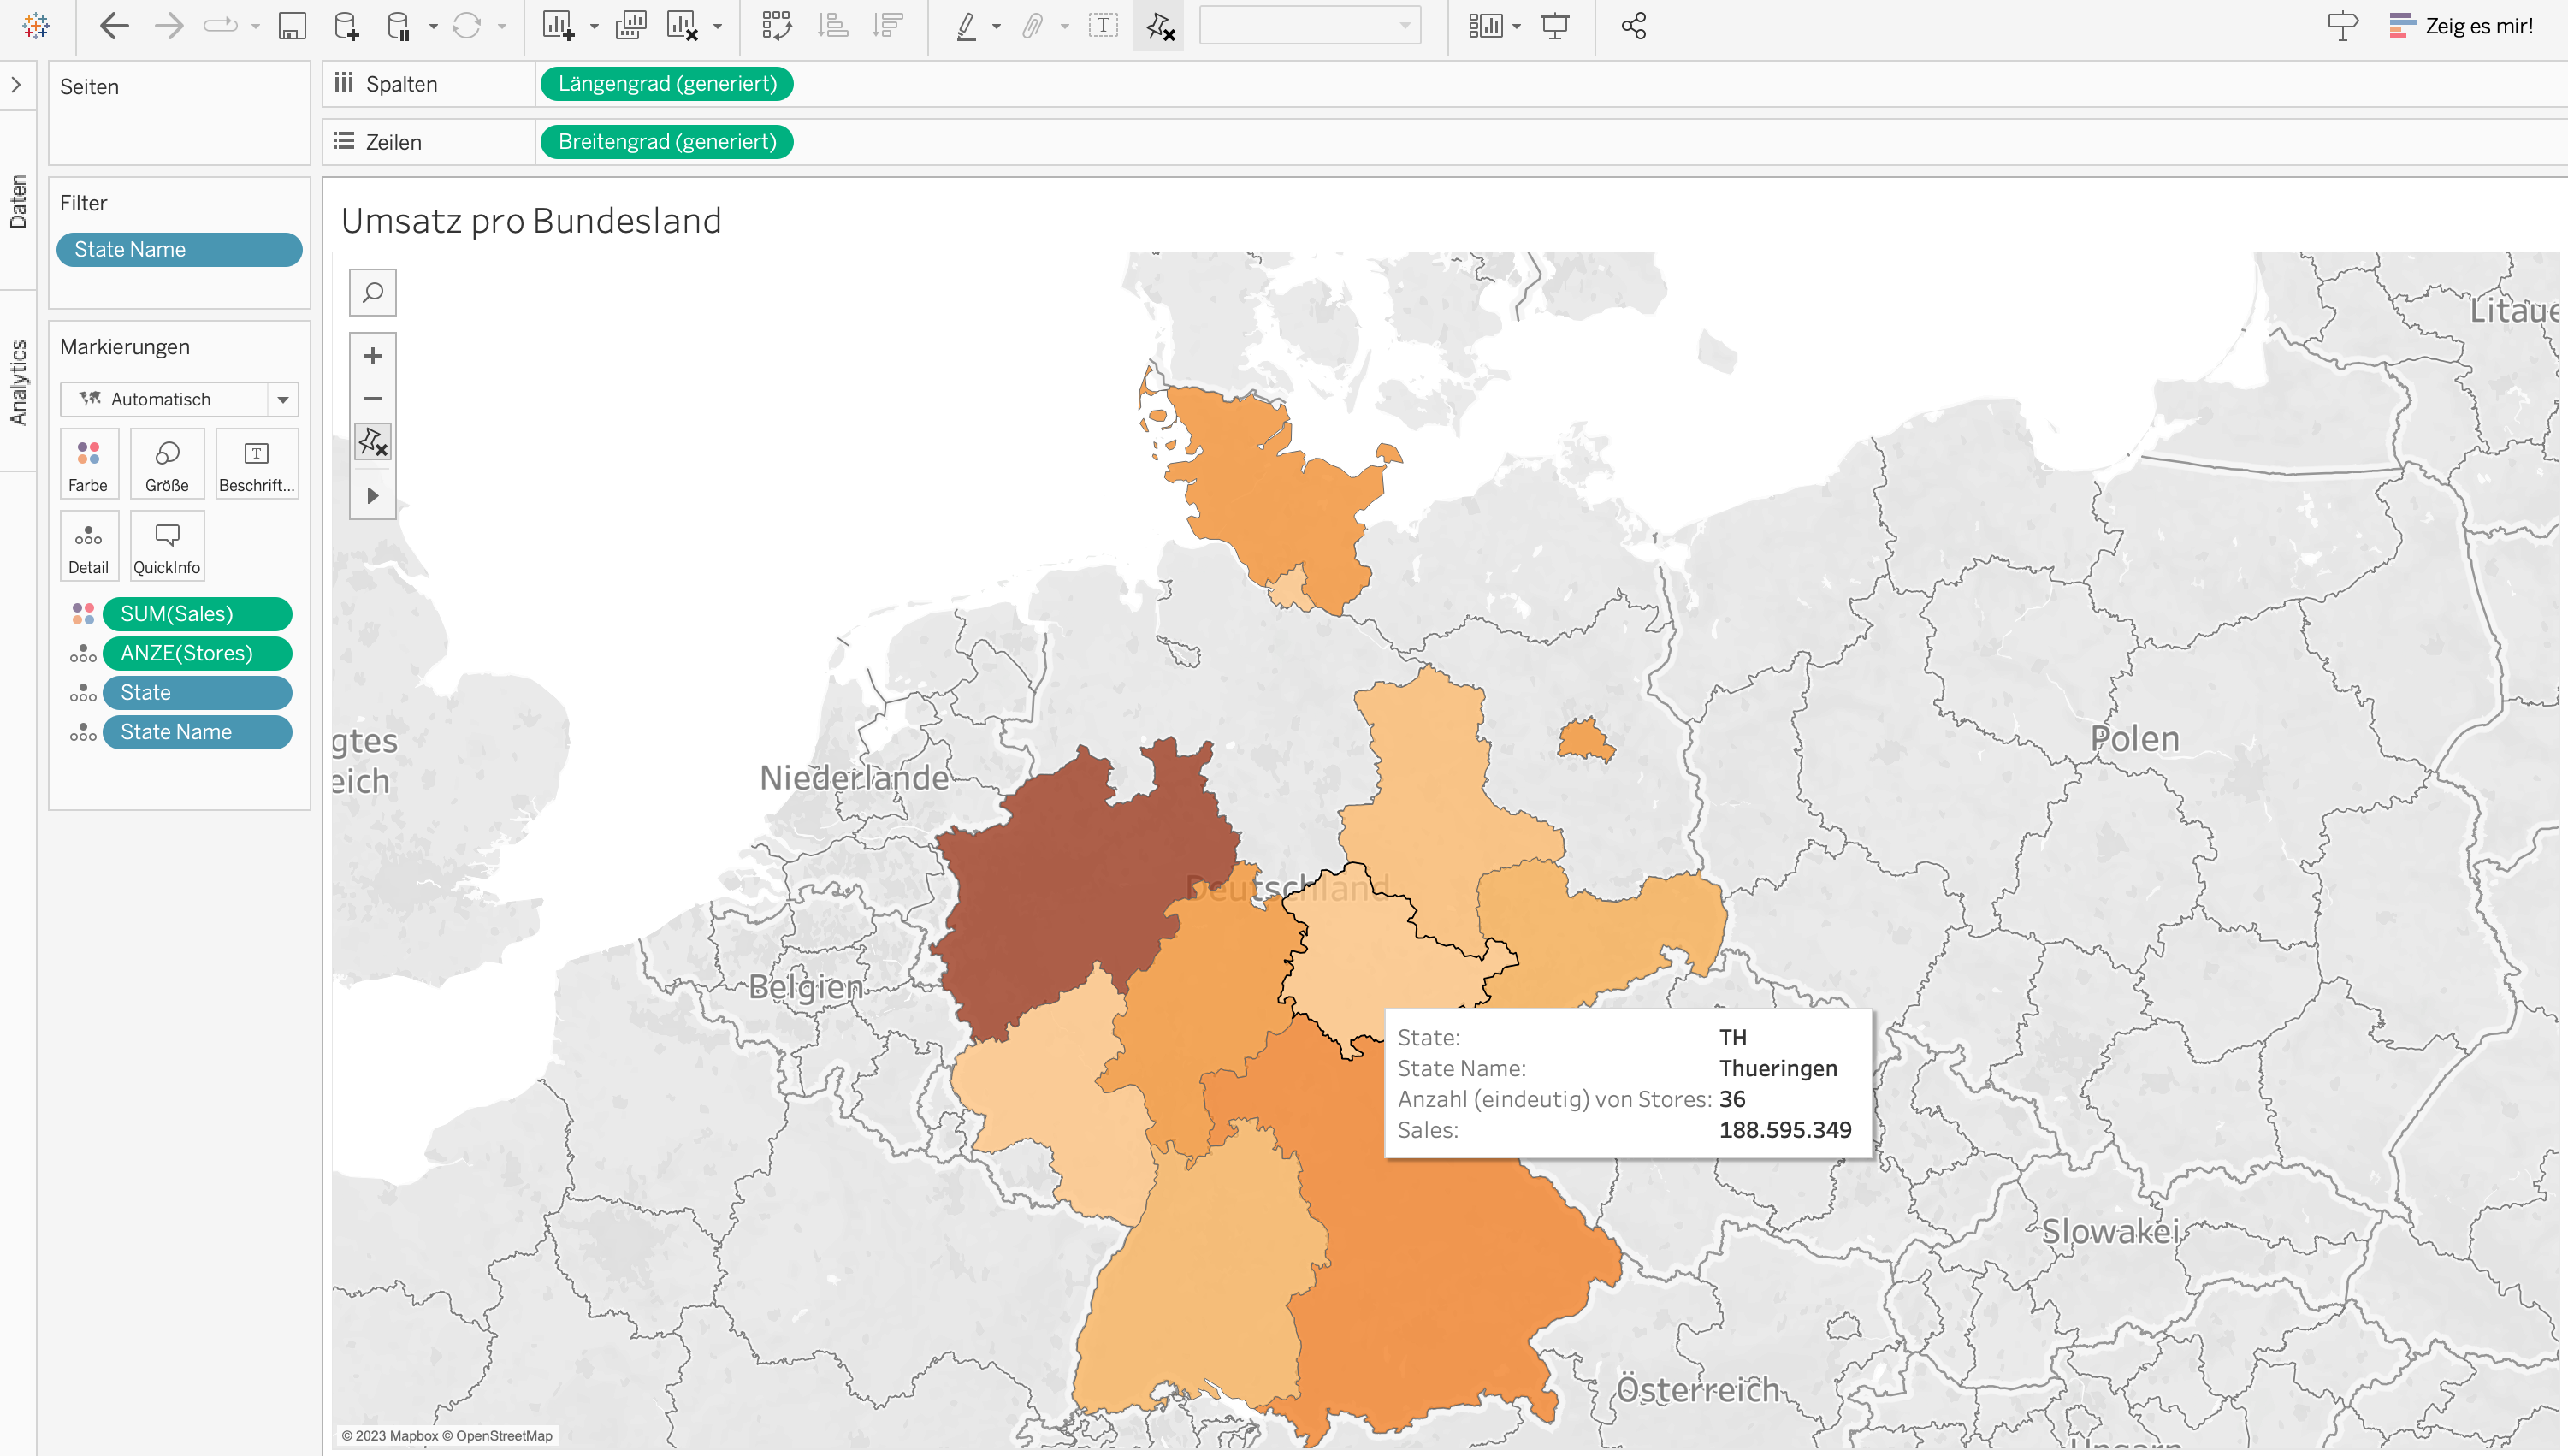 Zeig es mir!
Spalten
Längengrad (generiert)
Seiten
Zeilen
Breitengrad (generiert)
Daten
Filter
State Name
Umsatz pro Bundesland
Analytics
Markierungen
Automatisch
Farbe
Größe
Beschrift...
Detail
QuickInfo
SUM(Sales)
ANZE(Stores)
State
State Name
Litaue
gtes
eich
Niederlande
Polen
Deutschland
Belgien
State: TH
State Name: Thueringen
Anzahl (eindeutig) von Stores: 36
Sales: 188.595.349
Slowakei
Österreich
© 2023 Mapbox © OpenStreetMap
Ungarn